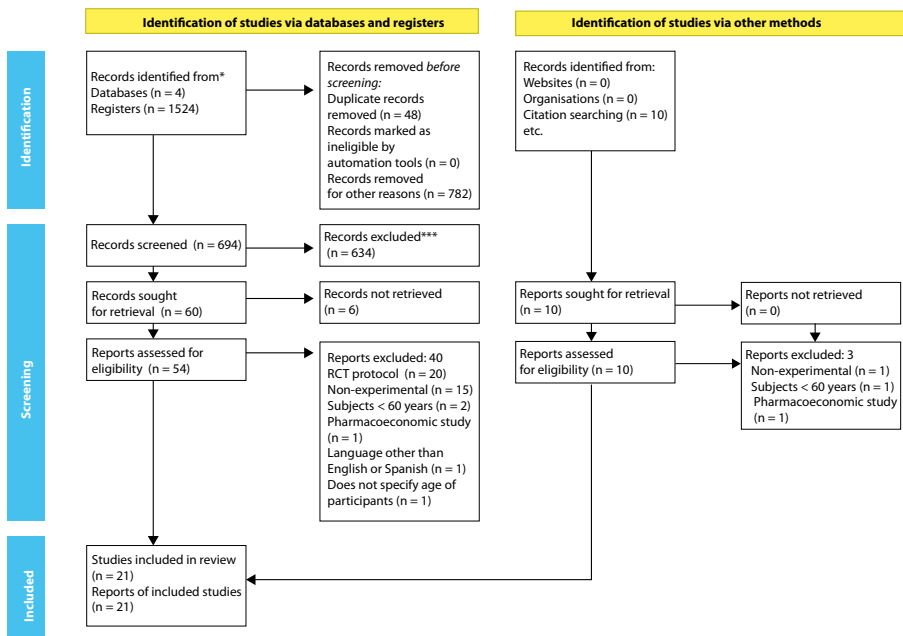 Identification of studies via databases and registers
Identification of studies via other methods
Identification
Records identified from*
Databases (n = 4)
Registers (n = 1524)
Records removed before
screening:
Duplicate records
removed (n = 48)
Records marked as
ineligible by
automation tools (n = 0)
Records removed
for other reasons (n = 782)
Records identified from:
Websites (n = 0)
Organisations (n = 0)
Citation searching (n = 10)
etc.
Screening
Records screened (n = 694)
Records excluded***
(n = 634)
Records sought
for retrieval (n = 60)
Records not retrieved
(n = 6)
Reports sought for retrieval
(n = 10)
Reports not retrieved
(n = 0)
Reports assessed for
eligibility (n = 54)
Reports excluded: 40
RCT protocol (n = 20)
Non-experimental (n = 15)
Subjects < 60 years (n = 2)
Pharmacoeconomic study
(n = 1)
Language other than
English or Spanish (n = 1)
Does not specify age of
participants (n = 1)
Reports assessed
for eligibility (n = 10)
Reports excluded: 3
Non-experimental (n = 1)
Subjects < 60 years (n = 1)
Pharmacoeconomic study
(n = 1)
Included
Studies included in review
(n = 21)
Reports of included studies
(n = 21)